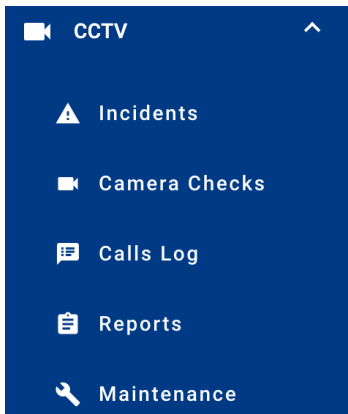 CCTV
Incidents
Camera Checks
Calls Log
Reports
Maintenance